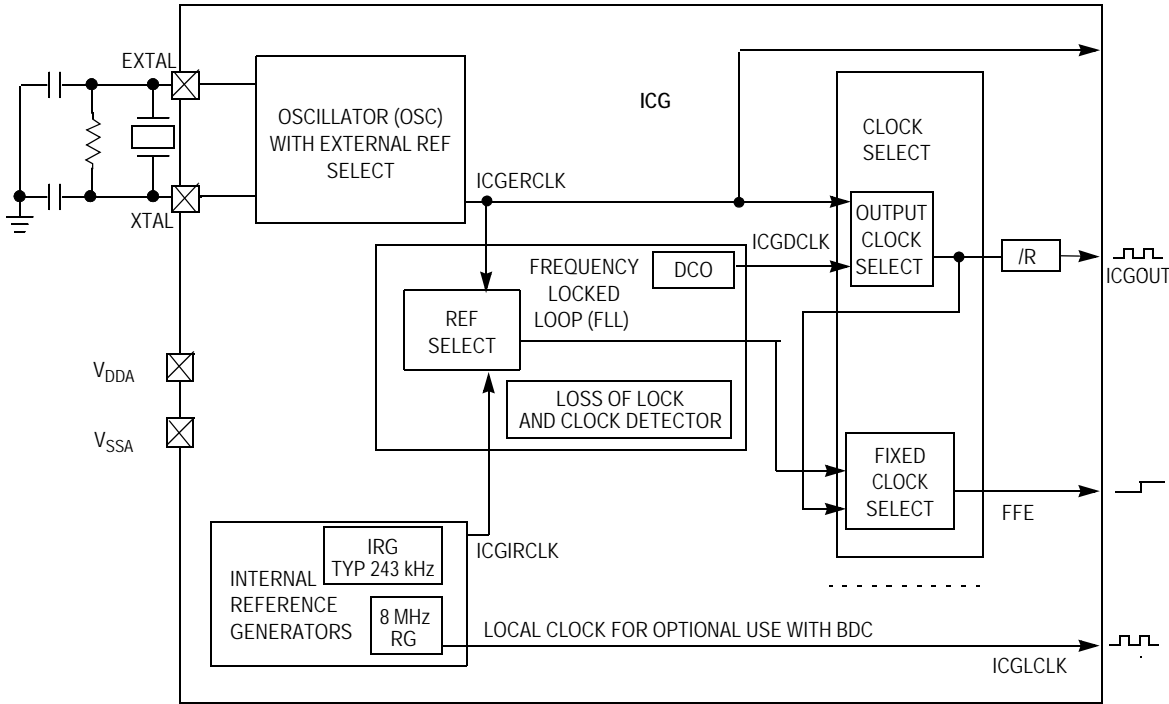 EXTAL
XTAL
OSCILLATOR (OSC)
WITH EXTERNAL REF
SELECT
ICG
ICGERCLK
CLOCK
SELECT
OUTPUT
CLOCK
SELECT
/R
ICGOUT
ICGDCLK
FREQUENCY
LOCKED
LOOP (FLL)
DCO
REF
SELECT
LOSS OF LOCK
AND CLOCK DETECTOR
VDDA
VSSA
FIXED
CLOCK
SELECT
FFE
ICGIRCLK
IRG
TYP 243 kHz
INTERNAL
REFERENCE
GENERATORS
8 MHz
RG
LOCAL CLOCK FOR OPTIONAL USE WITH BDC
ICGLCLK